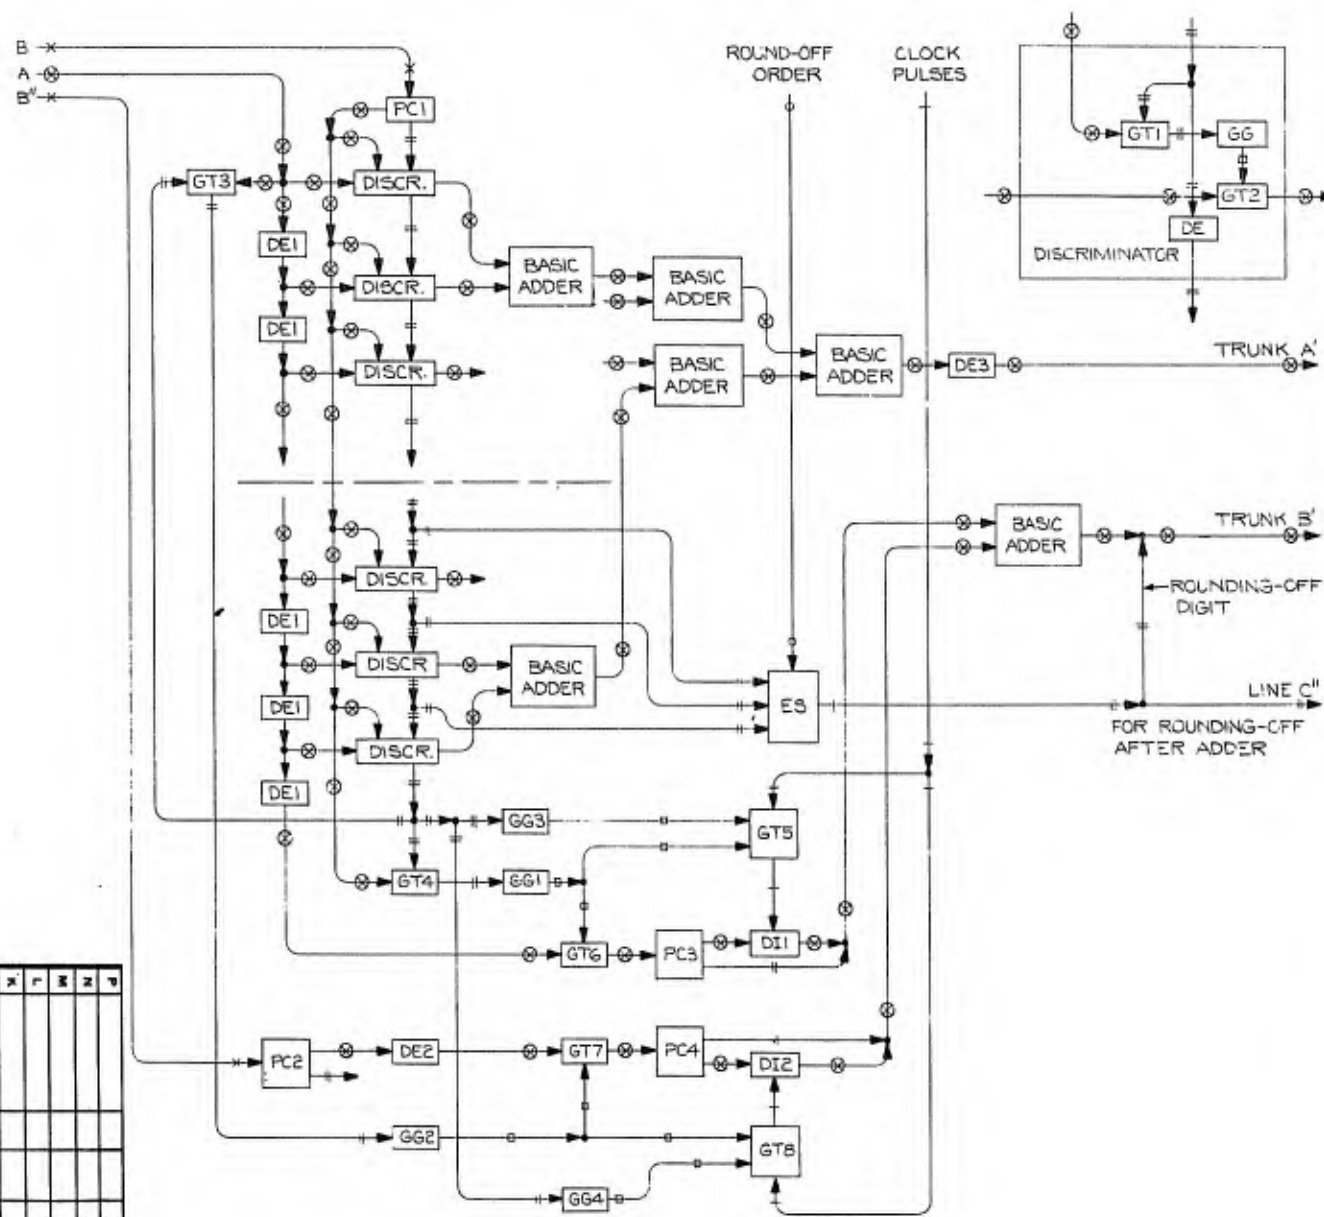 B
A
B"
PC1
GT3
DISCR.
DE1
DISCR.
DE1
DISCR.
BASIC
ADDER
BASIC
ADDER
BASIC
ADDER
BASIC
ADDER
DE3
ROUND-OFF
ORDER
CLOCK
PULSES
GT1
GG
GT2
DE
DISCRIMINATOR
TRUNK A'
DISCR.
DE1
DISCR
DE1
DISCR.
DE1
BASIC
ADDER
ES
BASIC
ADDER
TRUNK B'
ROUNDING-OFF
DIGIT
LINE C"
FOR ROUNDING-OFF
AFTER ADDER
GG3
GT5
GT4
GG1
GT6
PC3
DI1
PC2
DE2
GT7
PC4
DI2
GG2
GT8
GG4
P
N
M
L
K